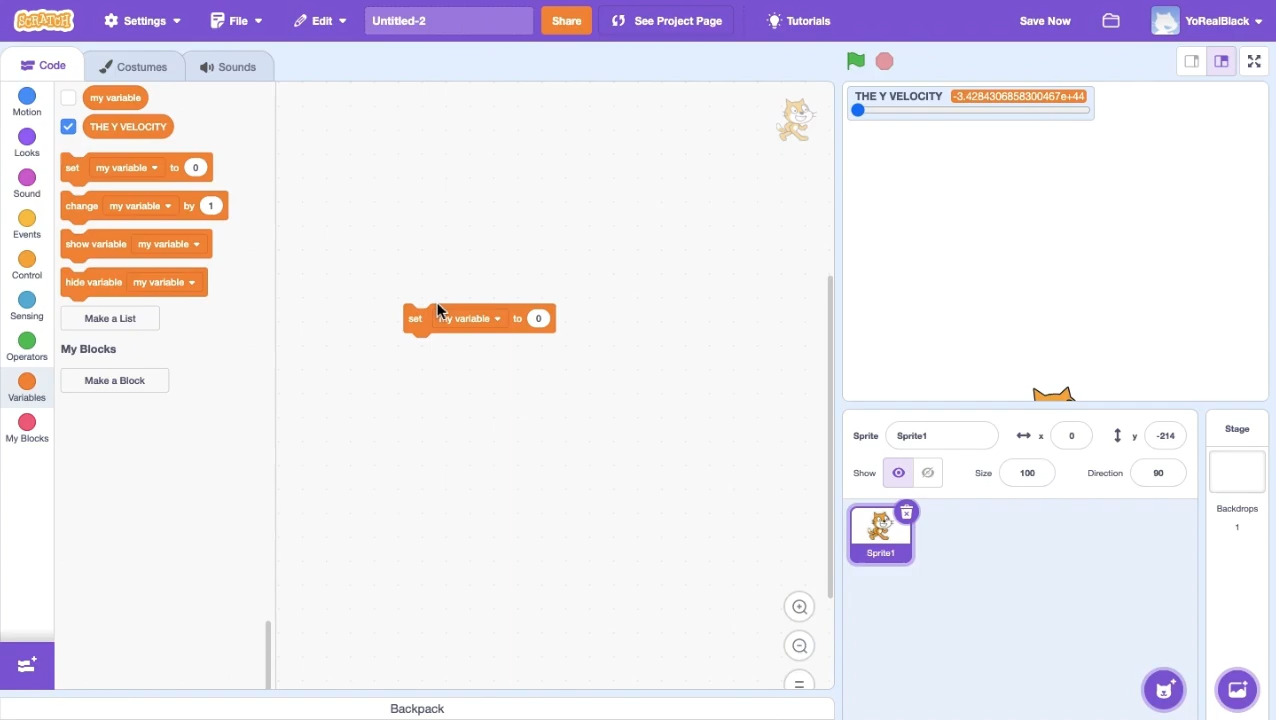 SCRATCH Settings File Edit Untitled-2 Share See Project Page Tutorials Save Now YoRealBlack
Code Costumes Sounds
Motion
Looks
Sound
Events
Control
Sensing
Operators
Variables
My Blocks
my variable
THE Y VELOCITY
set my variable to 0
change my variable by 1
show variable my variable
hide variable my variable
Make a List
My Blocks
Make a Block
set my variable to 0
THE Y VELOCITY -3.4284306858300467e+44
Sprite Sprite1 x 0 y -214
Show Size 100 Direction 90
Sprite1
Stage
Backdrops
1
Backpack